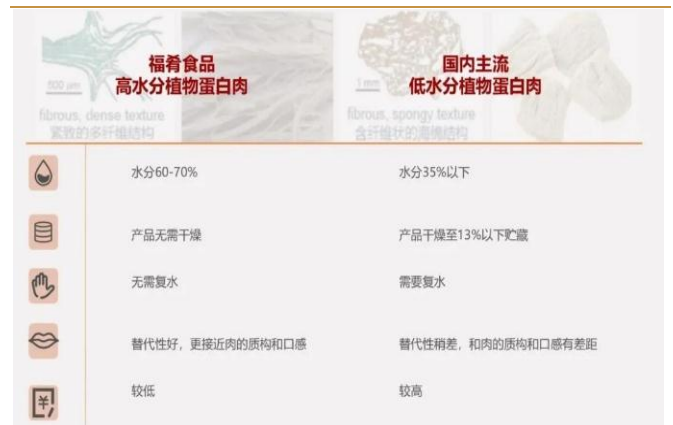 福肴食品
高水分植物蛋白肉
国内主流
低水分植物蛋白肉
500 μm
1 mm
fibrous, dense texture
紧致的多纤维结构
fibrous, spongy texture
含纤维状的海绵结构
水分60-70%
水分35%以下
产品无需干燥
产品干燥至13%以下贮藏
无需复水
需要复水
替代性好，更接近肉的质构和口感
替代性稍差，和肉的质构和口感有差距
较低
较高
¥